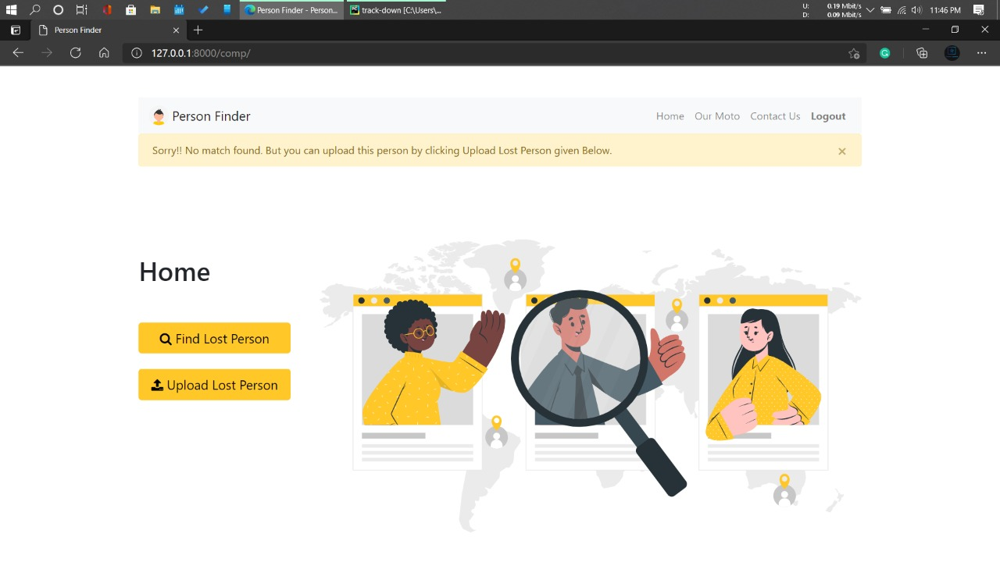 Person Finder - Person...
track-down [C:\Users\...
U: 0.19 Mbit/s
D: 0.09 Mbit/s
11:46 PM
Person Finder
127.0.0.1:8000/comp/
Person Finder
Home
Our Moto
Contact Us
Logout
Sorry!! No match found. But you can upload this person by clicking Upload Lost Person given Below.
×
Home
Find Lost Person
Upload Lost Person